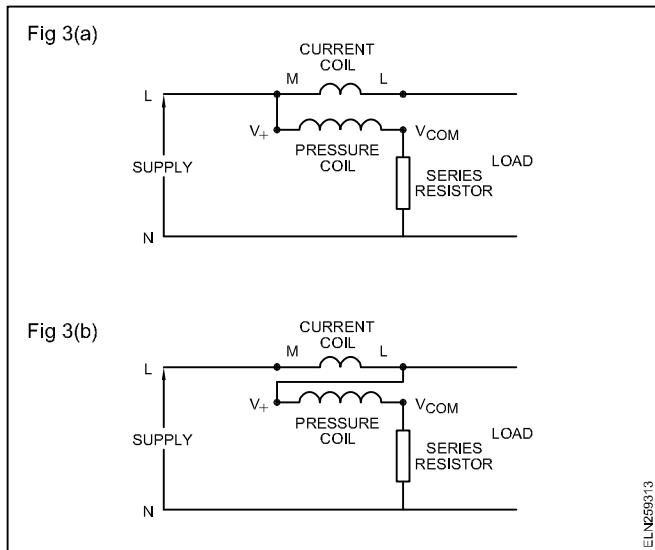 Fig 3(a)
CURRENT
COIL
M L
L
V+ VCOM
PRESSURE
COIL
LOAD
SUPPLY
SERIES
RESISTOR
N
Fig 3(b)
CURRENT
COIL
M L
L
V+ VCOM
PRESSURE
COIL
LOAD
SUPPLY
SERIES
RESISTOR
N
ELN259313